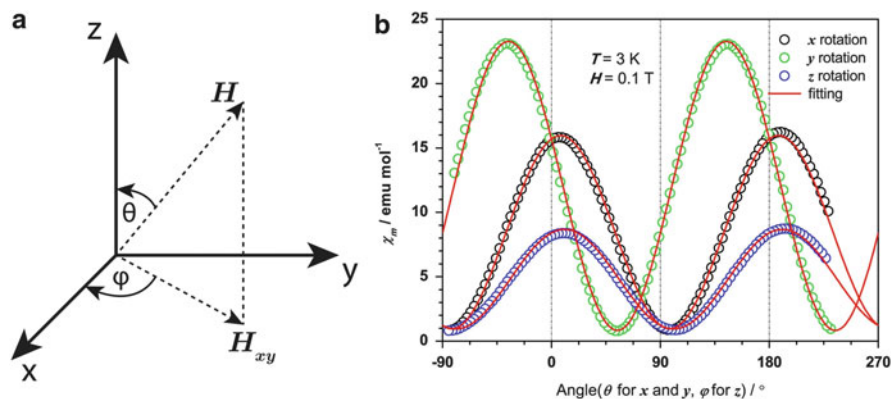 a
z
H
θ
y
φ
x
H_xy
b
25
20
15
10
5
0
χ_m / emu mol⁻¹
T = 3 K
H = 0.1 T
x rotation
y rotation
z rotation
fitting
-90
0
90
180
270
Angle(θ for x and y, φ for z) / °